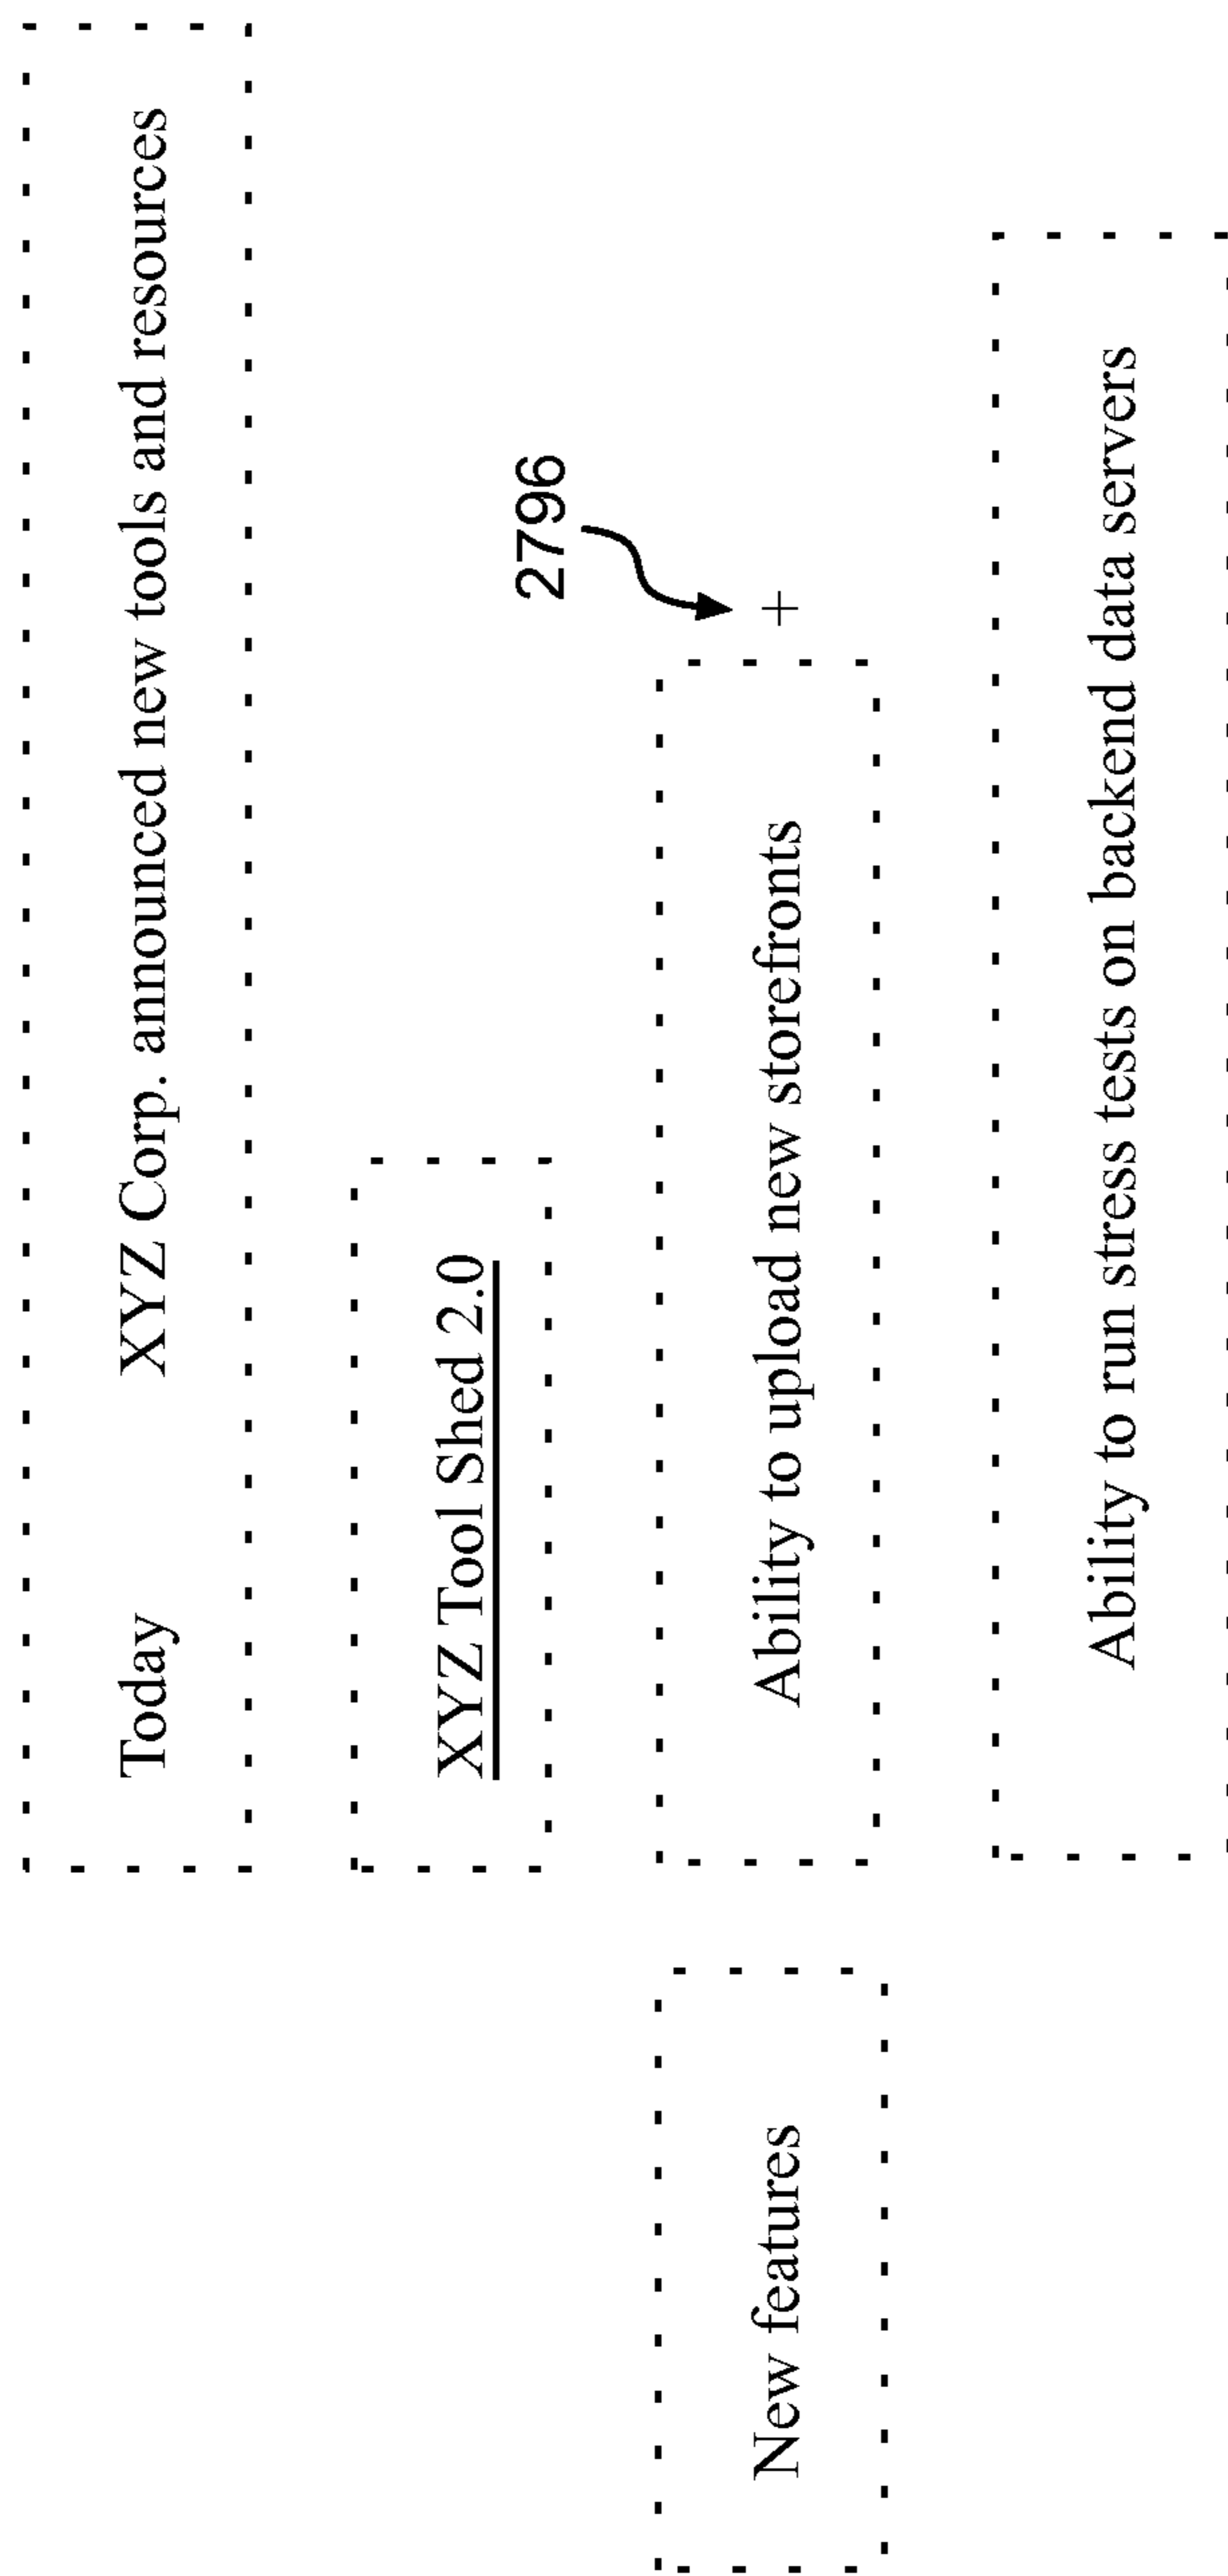 Today XYZ Corp. announced new tools and resources
XYZ Tool Shed 2.0
2796
New features Ability to upload new storefronts +
Ability to run stress tests on backend data servers